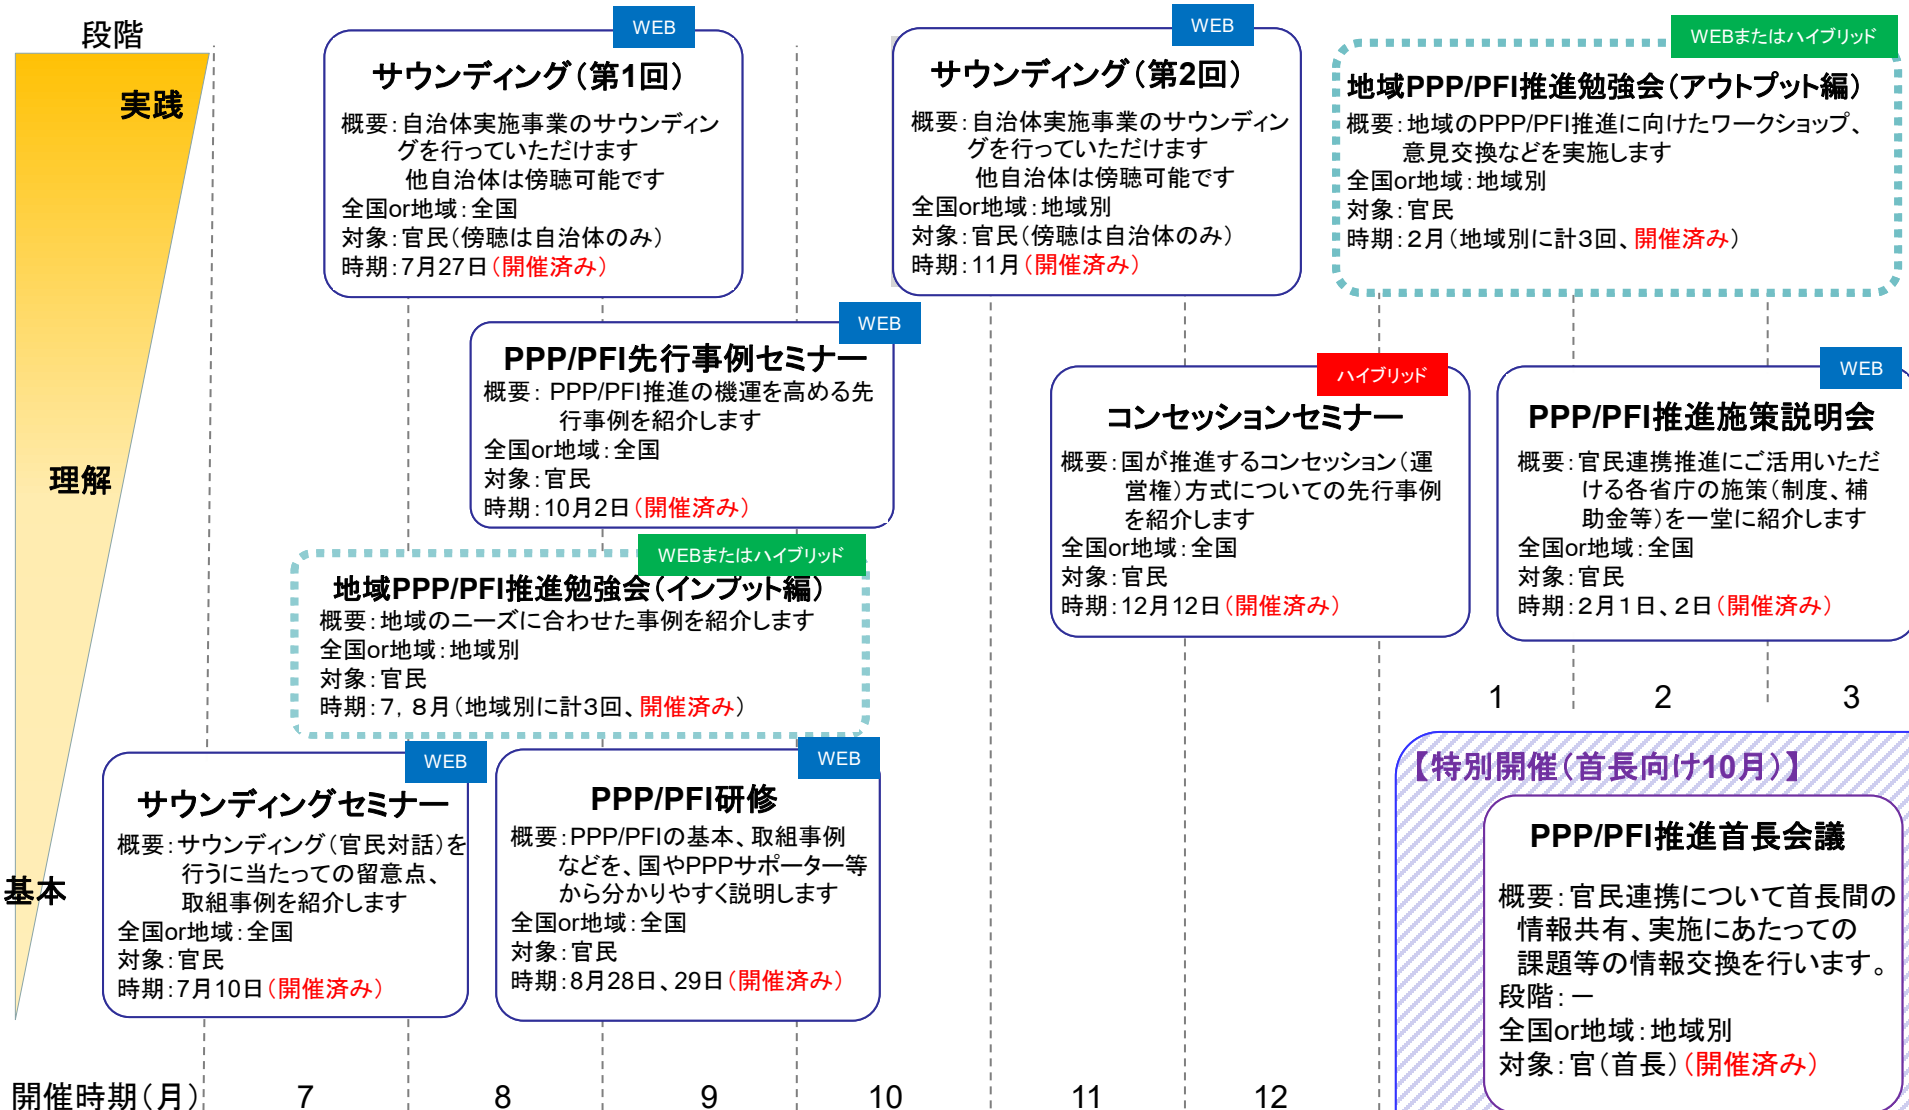 段階
実践
理解
基本
WEB
サウンディング（第1回）
概要：自治体実施事業のサウンディン
グを行っていただけます
他自治体は傍聴可能です
全国or地域：全国
対象：官民（傍聴は自治体のみ）
時期：7月27日（開催済み）
WEB
サウンディング（第2回）
概要：自治体実施事業のサウンディン
グを行っていただけます
他自治体は傍聴可能です
全国or地域：地域別
対象：官民（傍聴は自治体のみ）
時期：11月（開催済み）
WEBまたはハイブリッド
地域PPP/PFI推進勉強会（アウトプット編）
概要：地域のPPP/PFI推進に向けたワークショップ、
意見交換などを実施します
全国or地域：地域別
対象：官民
時期：２月（地域別に計3回、開催済み）
WEB
PPP/PFI先行事例セミナー
概要： PPP/PFI推進の機運を高める先
行事例を紹介します
全国or地域：全国
対象：官民
時期：10月2日（開催済み）
ハイブリッド
コンセッションセミナー
概要：国が推進するコンセッション（運
営権）方式についての先行事例
を紹介します
全国or地域：全国
対象：官民
時期：12月12日（開催済み）
WEB
PPP/PFI推進施策説明会
概要：官民連携推進にご活用いただ
ける各省庁の施策（制度、補
助金等）を一堂に紹介します
全国or地域：全国
対象：官民
時期：２月１日、２日（開催済み）
WEBまたはハイブリッド
地域PPP/PFI推進勉強会（インプット編）
概要：地域のニーズに合わせた事例を紹介します
全国or地域：地域別
対象：官民
時期：７，８月（地域別に計3回、開催済み）
WEB
サウンディングセミナー
概要：サウンディング（官民対話）を
行うに当たっての留意点、
取組事例を紹介します
全国or地域：全国
対象：官民
時期：7月10日（開催済み）
WEB
PPP/PFI研修
概要：PPP/PFIの基本、取組事例
などを、国やPPPサポーター等
から分かりやすく説明します
全国or地域：全国
対象：官民
時期：8月28日、29日（開催済み）
1 2 3
【特別開催（首長向け10月）】
PPP/PFI推進首長会議
概要：官民連携について首長間の
情報共有、実施にあたっての
課題等の情報交換を行います。
段階：－
全国or地域：地域別
対象：官（首長）（開催済み）
開催時期（月） 7 8 9 10 11 12